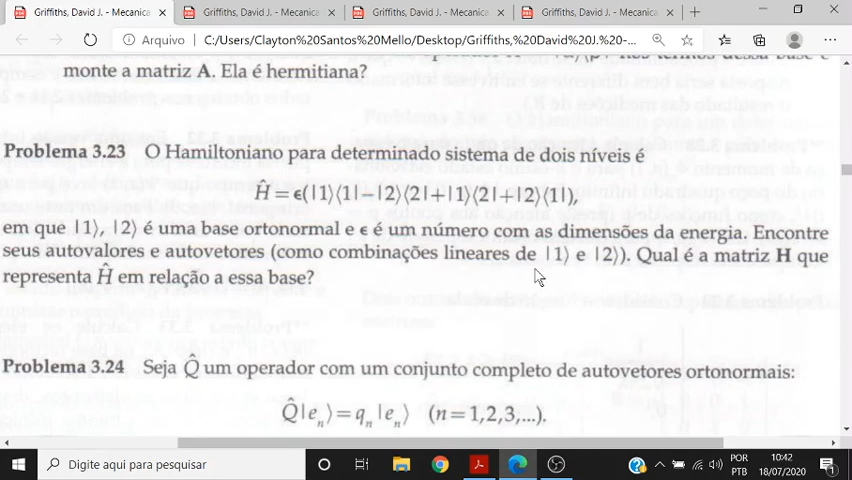 Griffiths, David J. - Mecanica
Griffiths, David J. - Mecanica
Griffiths, David J. - Mecanica
Griffiths, David J. - Mecanica
Arquivo
C:/Users/Clayton%20Santos%20Mello/Desktop/Griffiths,%20David%20J.%20-...
monte a matriz A. Ela é hermitiana?
Problema 3.23 O Hamiltoniano para determinado sistema de dois níveis é
Ĥ = ϵ(|1⟩⟨1|−|2⟩⟨2|+|1⟩⟨2|+|2⟩⟨1|),
em que |1⟩, |2⟩ é uma base ortonormal e ϵ é um número com as dimensões da energia. Encontre
seus autovalores e autovetores (como combinações lineares de |1⟩ e |2⟩). Qual é a matriz H que
representa Ĥ em relação a essa base?
Problema 3.24 Seja Q̂ um operador com um conjunto completo de autovetores ortonormais:
Q̂|eₙ⟩ = qₙ|eₙ⟩ (n = 1,2,3,...).
Digite aqui para pesquisar
POR
PTB
10:42
18/07/2020